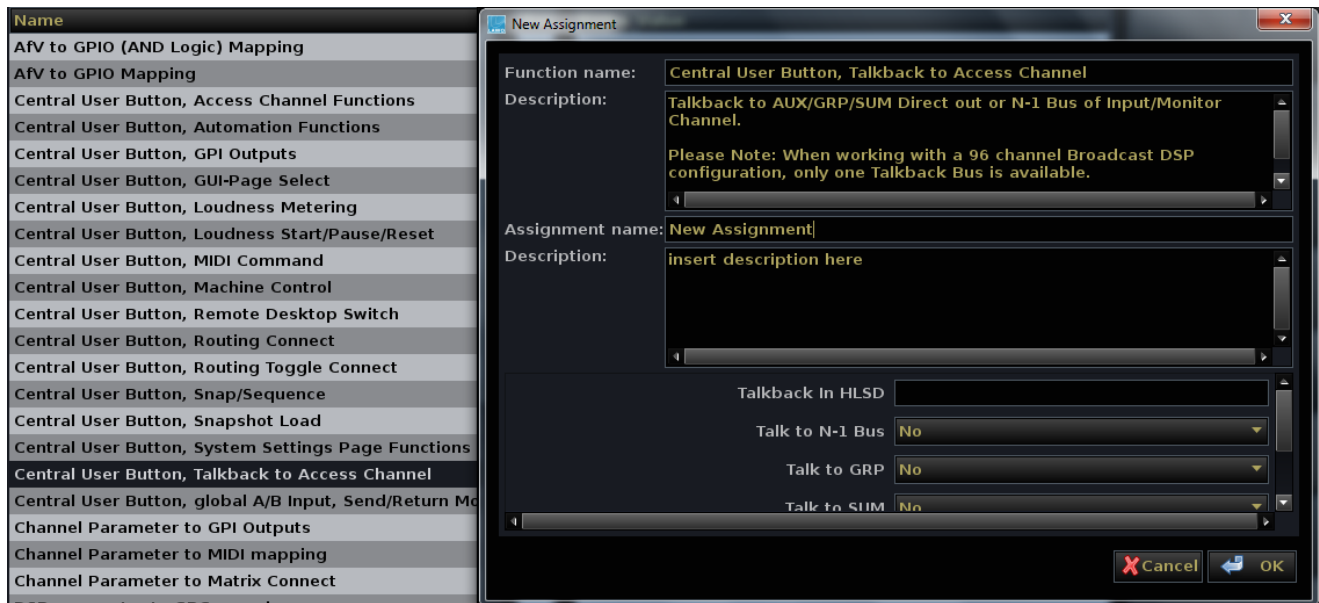 Name
AfV to GPIO (AND Logic) Mapping
AfV to GPIO Mapping
Central User Button, Access Channel Functions
Central User Button, Automation Functions
Central User Button, GPI Outputs
Central User Button, GUI-Page Select
Central User Button, Loudness Metering
Central User Button, Loudness Start/Pause/Reset
Central User Button, MIDI Command
Central User Button, Machine Control
Central User Button, Remote Desktop Switch
Central User Button, Routing Connect
Central User Button, Routing Toggle Connect
Central User Button, Snap/Sequence
Central User Button, Snapshot Load
Central User Button, System Settings Page Functions
Central User Button, Talkback to Access Channel
Central User Button, global A/B Input, Send/Return
Channel Parameter to GPI Outputs
Channel Parameter to MIDI mapping
Channel Parameter to Matrix Connect
New Assignment
Function name: Central User Button, Talkback to Access Channel
Description: Talkback to AUX/GRP/SUM Direct out or N-1 Bus of Input/Monitor
Channel.
Please Note: When working with a 96 channel Broadcast DSP
configuration, only one Talkback Bus is available.
Assignment name: New Assignment
Description: insert description here
Talkback In HLSD
Talk to N-1 Bus No
Talk to GRP No
Talk to SUM No
Cancel OK